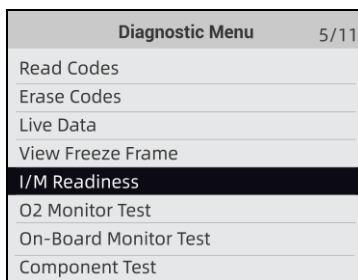 Diagnostic Menu 5/11
Read Codes
Erase Codes
Live Data
View Freeze Frame
I/M Readiness
O2 Monitor Test
On-Board Monitor Test
Component Test